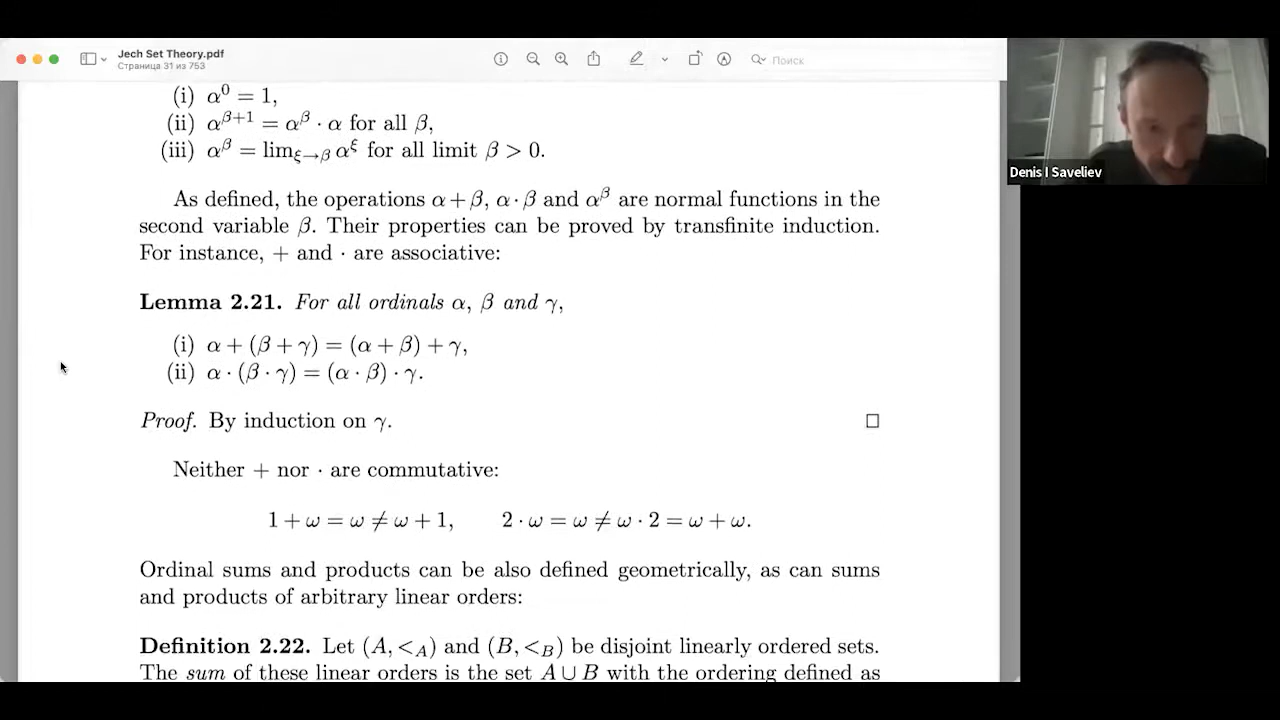 Jech Set Theory.pdf
Страница 31 из 753
Поиск
(i) α⁰ = 1,
(ii) α^{β+1} = α^β · α for all β,
(iii) α^β = lim_{ξ→β} α^ξ for all limit β > 0.
As defined, the operations α + β, α · β and α^β are normal functions in the
second variable β. Their properties can be proved by transfinite induction.
For instance, + and · are associative:
Lemma 2.21. For all ordinals α, β and γ,
(i) α + (β + γ) = (α + β) + γ,
(ii) α · (β · γ) = (α · β) · γ.
Proof. By induction on γ. □
Neither + nor · are commutative:
1 + ω = ω ≠ ω + 1, 2 · ω = ω ≠ ω · 2 = ω + ω.
Ordinal sums and products can be also defined geometrically, as can sums
and products of arbitrary linear orders:
Definition 2.22. Let (A, <_A) and (B, <_B) be disjoint linearly ordered sets.
The sum of these linear orders is the set A ∪ B with the ordering defined as
Denis I Saveliev